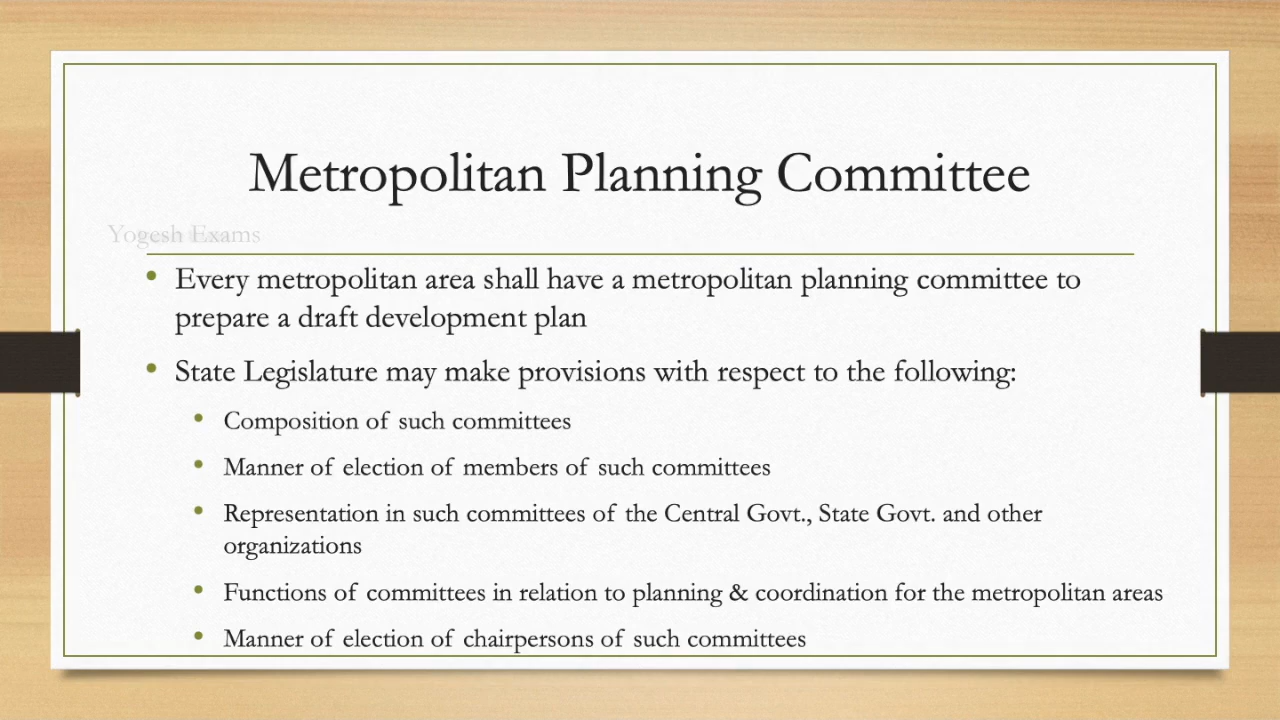 Metropolitan Planning Committee
Yogesh Exams
• Every metropolitan area shall have a metropolitan planning committee to
prepare a draft development plan
• State Legislature may make provisions with respect to the following:
• Composition of such committees
• Manner of election of members of such committees
• Representation in such committees of the Central Govt., State Govt. and other
organizations
• Functions of committees in relation to planning & coordination for the metropolitan areas
• Manner of election of chairpersons of such committees